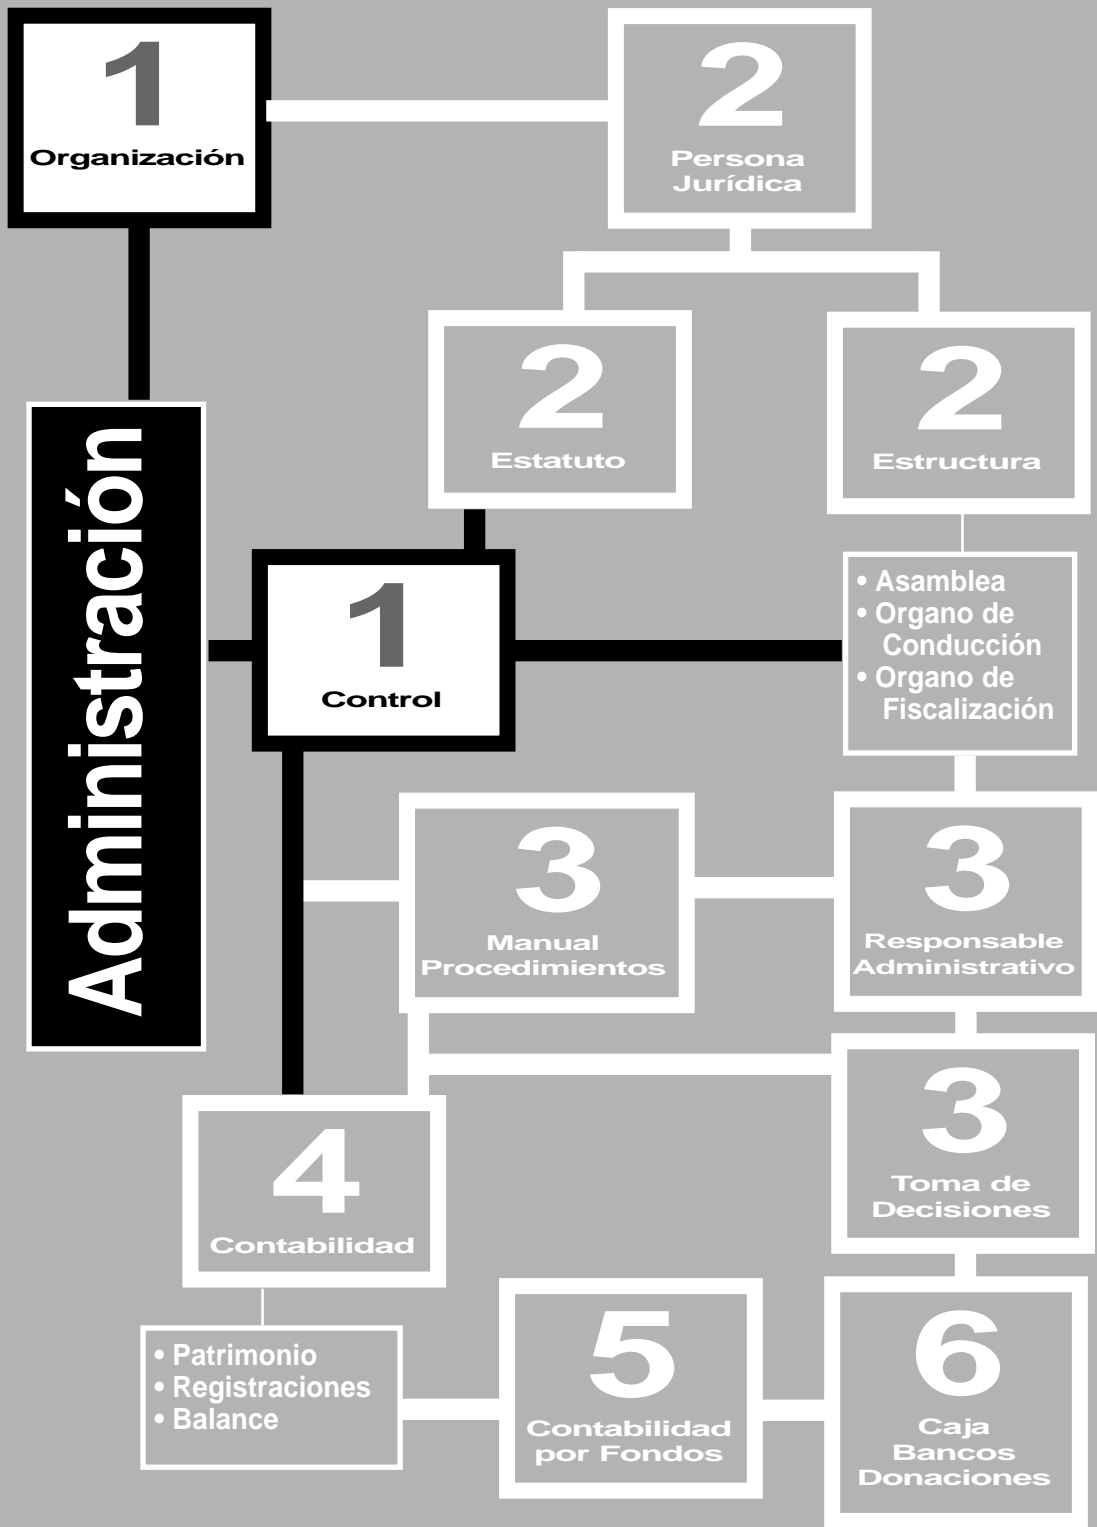 1
Organización
2
Persona
Jurídica
2
Estatuto
2
Estructura
Administración
1
Control
• Asamblea
• Organo de
Conducción
• Organo de
Fiscalización
3
Manual
Procedimientos
3
Responsable
Administrativo
3
Toma de
Decisiones
4
Contabilidad
• Patrimonio
• Registraciones
• Balance
5
Contabilidad
por Fondos
6
Caja
Bancos
Donaciones